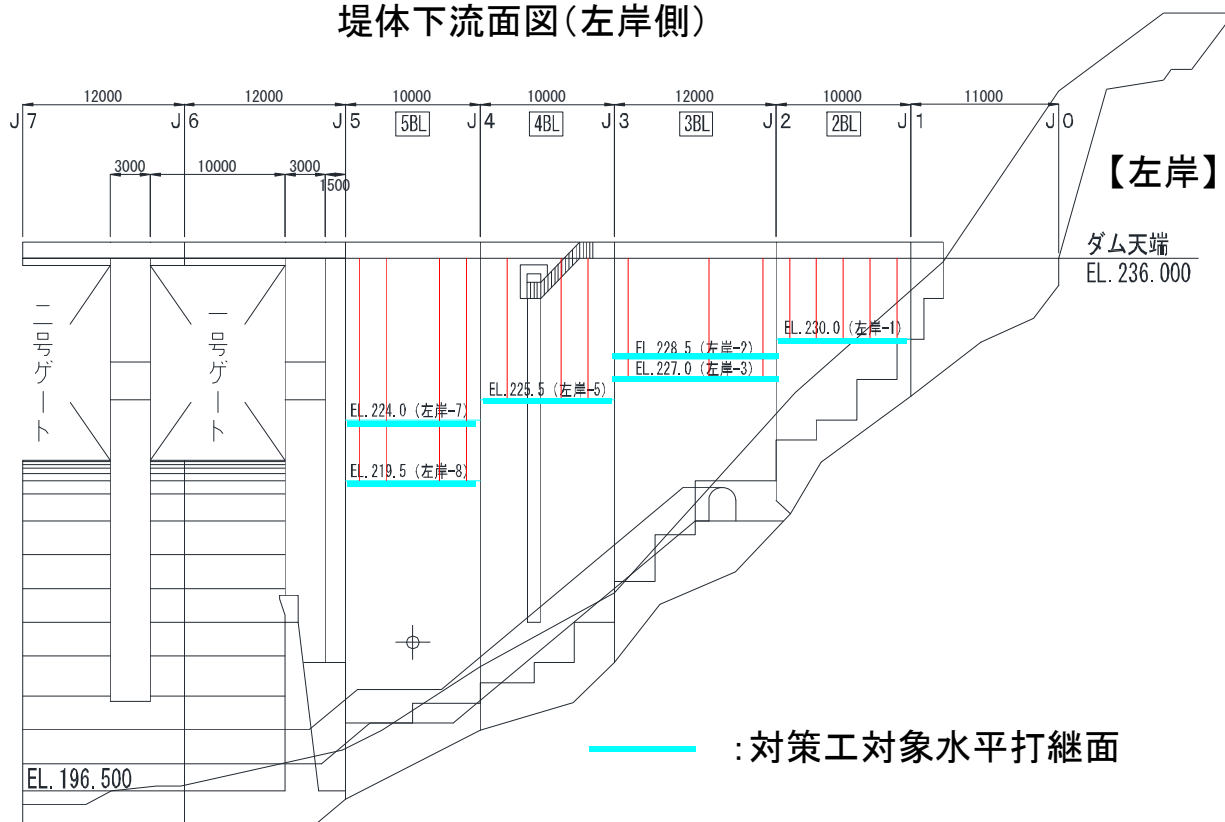 堤体下流面図(左岸側)
12000
12000
10000
10000
12000
10000
11000
J7
J6
J5
5BL
J4
4BL
J3
3BL
J2
2BL
J1
J0
3000
10000
3000
1500
【左岸】
ダム天端
EL.236.000
二号ゲート
一号ゲート
EL.230.0 (左岸-1)
EL.228.5 (左岸-2)
EL.227.0 (左岸-3)
EL.225.5 (左岸-5)
EL.224.0 (左岸-7)
EL.219.5 (左岸-8)
:対策工対象水平打継面
EL.196.500